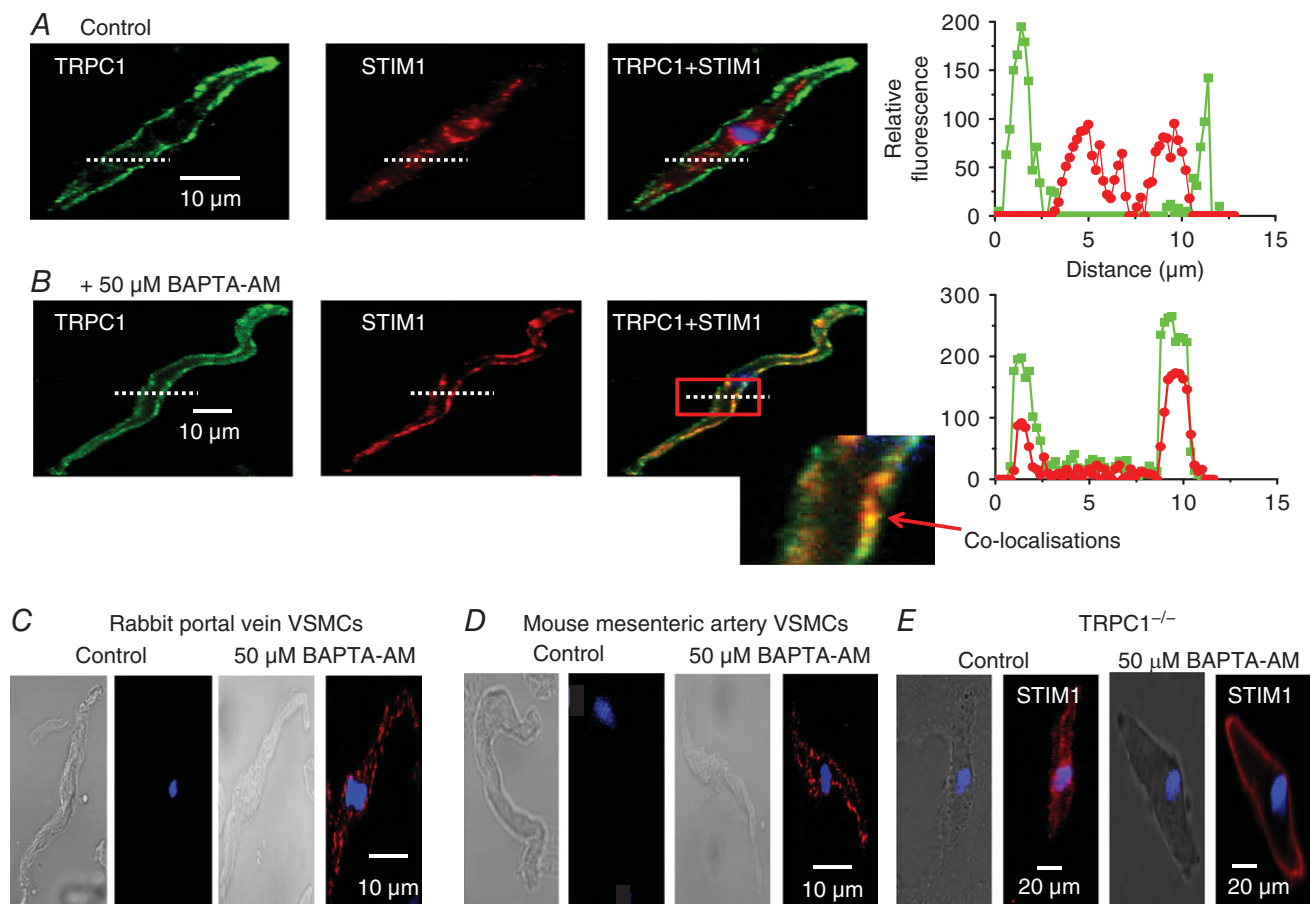 A Control
TRPC1
STIM1
TRPC1+STIM1
10 µm
Relative
fluorescence
200
150
100
50
0
0 5 10 15
Distance (µm)
B + 50 µM BAPTA-AM
TRPC1
STIM1
TRPC1+STIM1
10 µm
300
200
100
0
0 5 10 15
Co-localisations
C Rabbit portal vein VSMCs
Control 50 µM BAPTA-AM
10 µm
D Mouse mesenteric artery VSMCs
Control 50 µM BAPTA-AM
10 µm
E TRPC1−/−
Control 50 µM BAPTA-AM
STIM1 STIM1
20 µm 20 µm